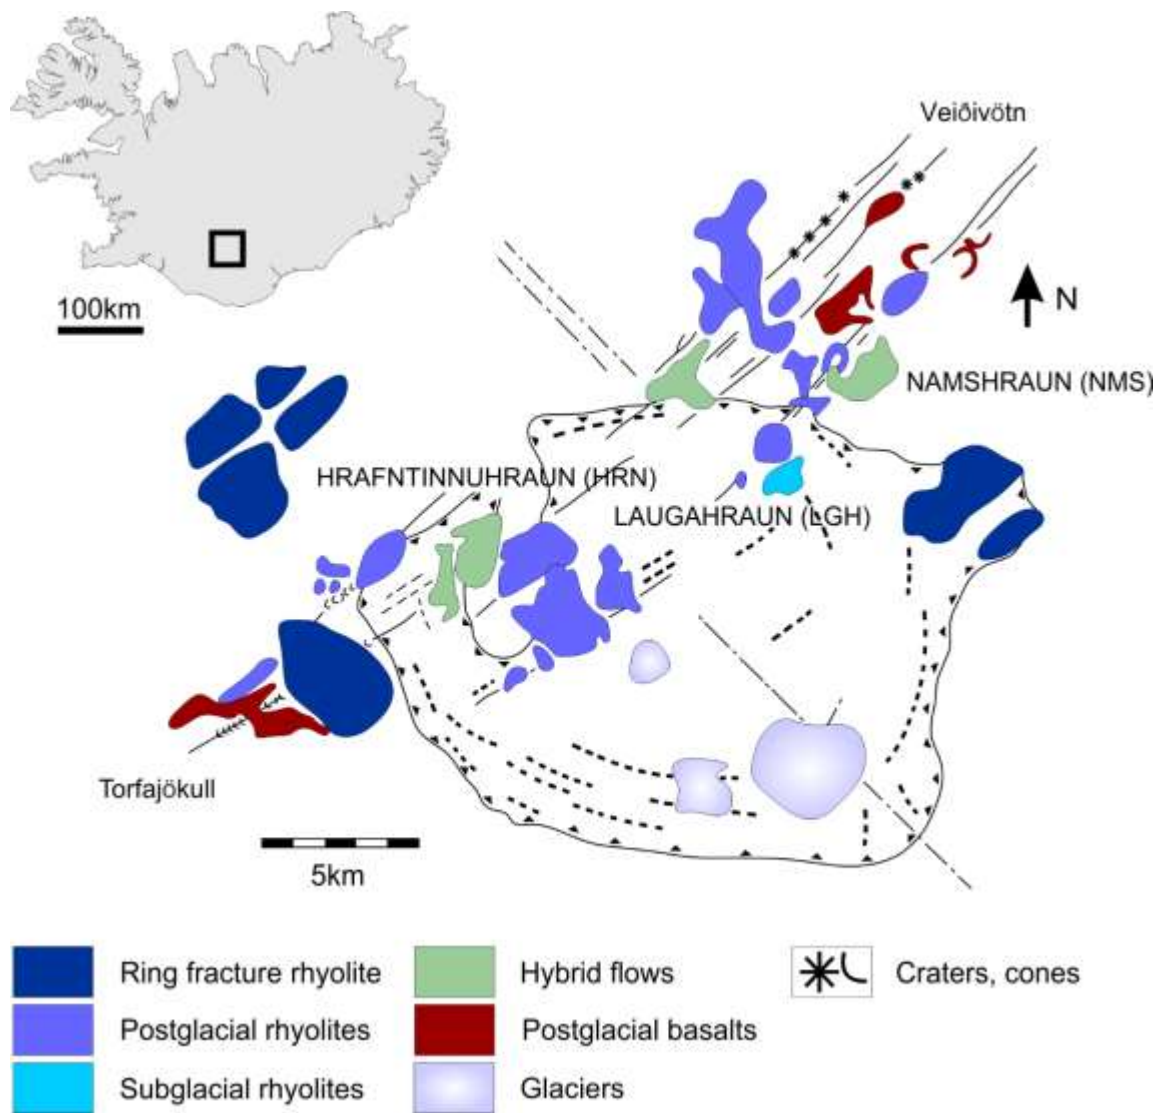 Veiðivötn
100km
N
NAMSHRAUN (NMS)
HRAFNTINNUHRAUN (HRN)
LAUGAHRAUN (LGH)
Torfajökull
5km
Ring fracture rhyolite
Hybrid flows
Craters, cones
Postglacial rhyolites
Postglacial basalts
Subglacial rhyolites
Glaciers